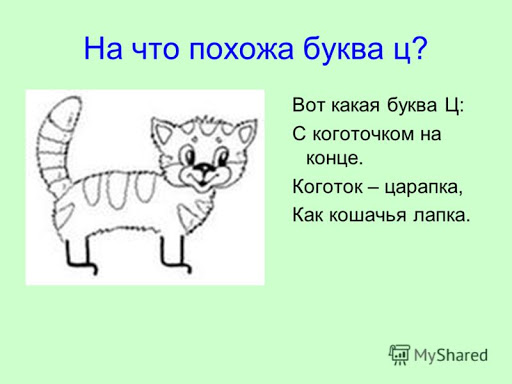 На что похожа буква ц?
Вот какая буква Ц:
С коготочком на
конце.
Коготок – царапка,
Как кошачья лапка.
MyShared